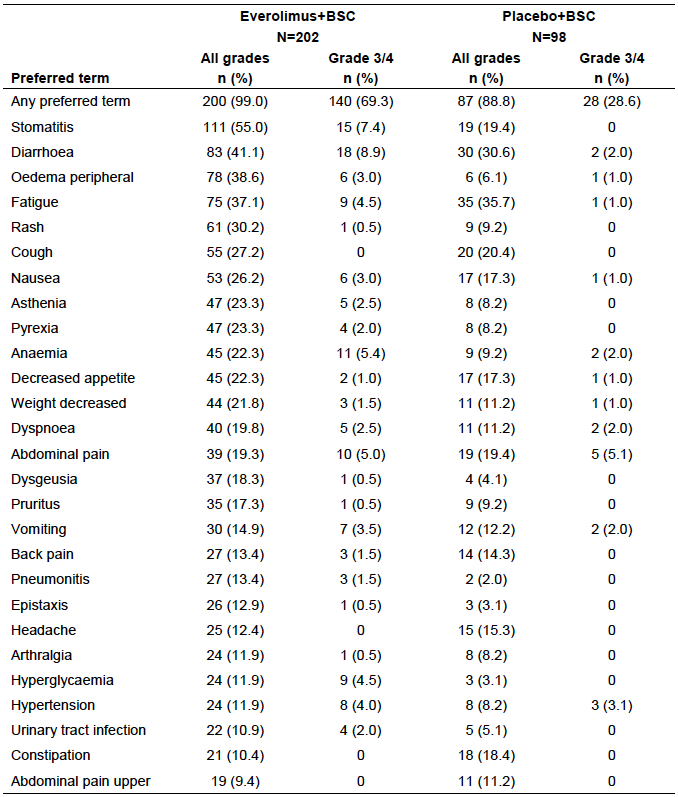 Everolimus+BSC Placebo+BSC
N=202 N=98
All grades Grade 3/4 All grades Grade 3/4
Preferred term n (%) n (%) n (%) n (%)
Any preferred term 200 (99.0) 140 (69.3) 87 (88.8) 28 (28.6)
Stomatitis 111 (55.0) 15 (7.4) 19 (19.4) 0
Diarrhoea 83 (41.1) 18 (8.9) 30 (30.6) 2 (2.0)
Oedema peripheral 78 (38.6) 6 (3.0) 6 (6.1) 1 (1.0)
Fatigue 75 (37.1) 9 (4.5) 35 (35.7) 1 (1.0)
Rash 61 (30.2) 1 (0.5) 9 (9.2) 0
Cough 55 (27.2) 0 20 (20.4) 0
Nausea 53 (26.2) 6 (3.0) 17 (17.3) 1 (1.0)
Asthenia 47 (23.3) 5 (2.5) 8 (8.2) 0
Pyrexia 47 (23.3) 4 (2.0) 8 (8.2) 0
Anaemia 45 (22.3) 11 (5.4) 9 (9.2) 2 (2.0)
Decreased appetite 45 (22.3) 2 (1.0) 17 (17.3) 1 (1.0)
Weight decreased 44 (21.8) 3 (1.5) 11 (11.2) 1 (1.0)
Dyspnoea 40 (19.8) 5 (2.5) 11 (11.2) 2 (2.0)
Abdominal pain 39 (19.3) 10 (5.0) 19 (19.4) 5 (5.1)
Dysgeusia 37 (18.3) 1 (0.5) 4 (4.1) 0
Pruritus 35 (17.3) 1 (0.5) 9 (9.2) 0
Vomiting 30 (14.9) 7 (3.5) 12 (12.2) 2 (2.0)
Back pain 27 (13.4) 3 (1.5) 14 (14.3) 0
Pneumonitis 27 (13.4) 3 (1.5) 2 (2.0) 0
Epistaxis 26 (12.9) 1 (0.5) 3 (3.1) 0
Headache 25 (12.4) 0 15 (15.3) 0
Arthralgia 24 (11.9) 1 (0.5) 8 (8.2) 0
Hyperglycaemia 24 (11.9) 9 (4.5) 3 (3.1) 0
Hypertension 24 (11.9) 8 (4.0) 8 (8.2) 3 (3.1)
Urinary tract infection 22 (10.9) 4 (2.0) 5 (5.1) 0
Constipation 21 (10.4) 0 18 (18.4) 0
Abdominal pain upper 19 (9.4) 0 11 (11.2) 0